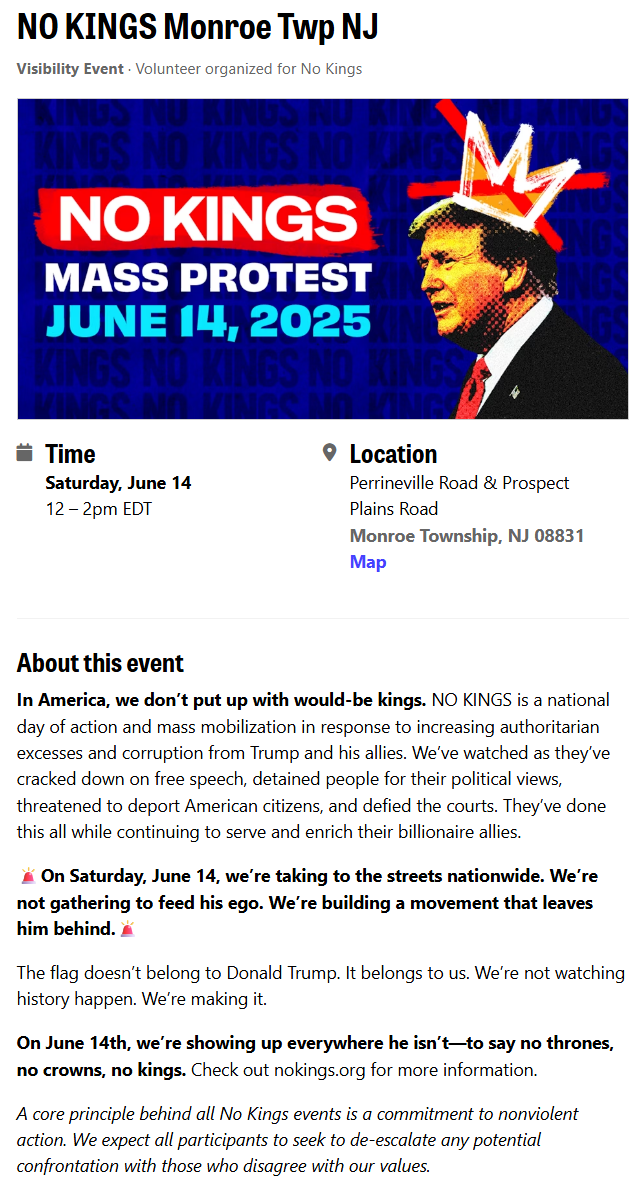 NO KINGS Monroe Twp NJ
Visibility Event · Volunteer organized for No Kings
NO KINGS
MASS PROTEST
JUNE 14, 2025
Time
Saturday, June 14
12 – 2pm EDT
Location
Perrineville Road & Prospect
Plains Road
Monroe Township, NJ 08831
Map
About this event
In America, we don’t put up with would-be kings. NO KINGS is a national
day of action and mass mobilization in response to increasing authoritarian
excesses and corruption from Trump and his allies. We’ve watched as they’ve
cracked down on free speech, detained people for their political views,
threatened to deport American citizens, and defied the courts. They’ve done
this all while continuing to serve and enrich their billionaire allies.
🚨On Saturday, June 14, we’re taking to the streets nationwide. We’re
not gathering to feed his ego. We’re building a movement that leaves
him behind.🚨
The flag doesn’t belong to Donald Trump. It belongs to us. We’re not watching
history happen. We’re making it.
On June 14th, we’re showing up everywhere he isn’t—to say no thrones,
no crowns, no kings. Check out nokings.org for more information.
A core principle behind all No Kings events is a commitment to nonviolent
action. We expect all participants to seek to de-escalate any potential
confrontation with those who disagree with our values.